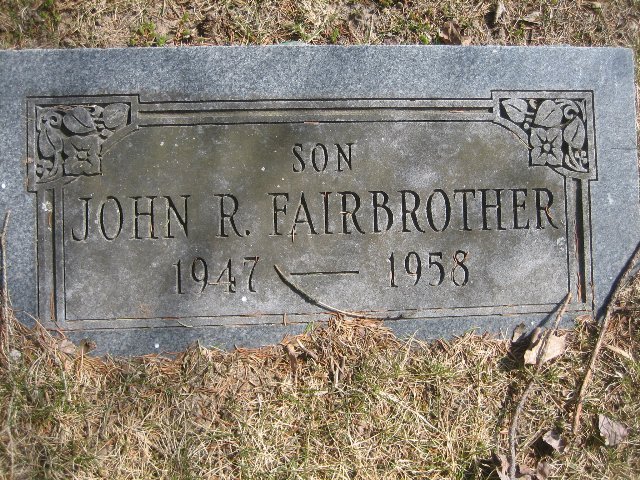 SON
JOHN R. FAIRBROTHER
1947 — 1958